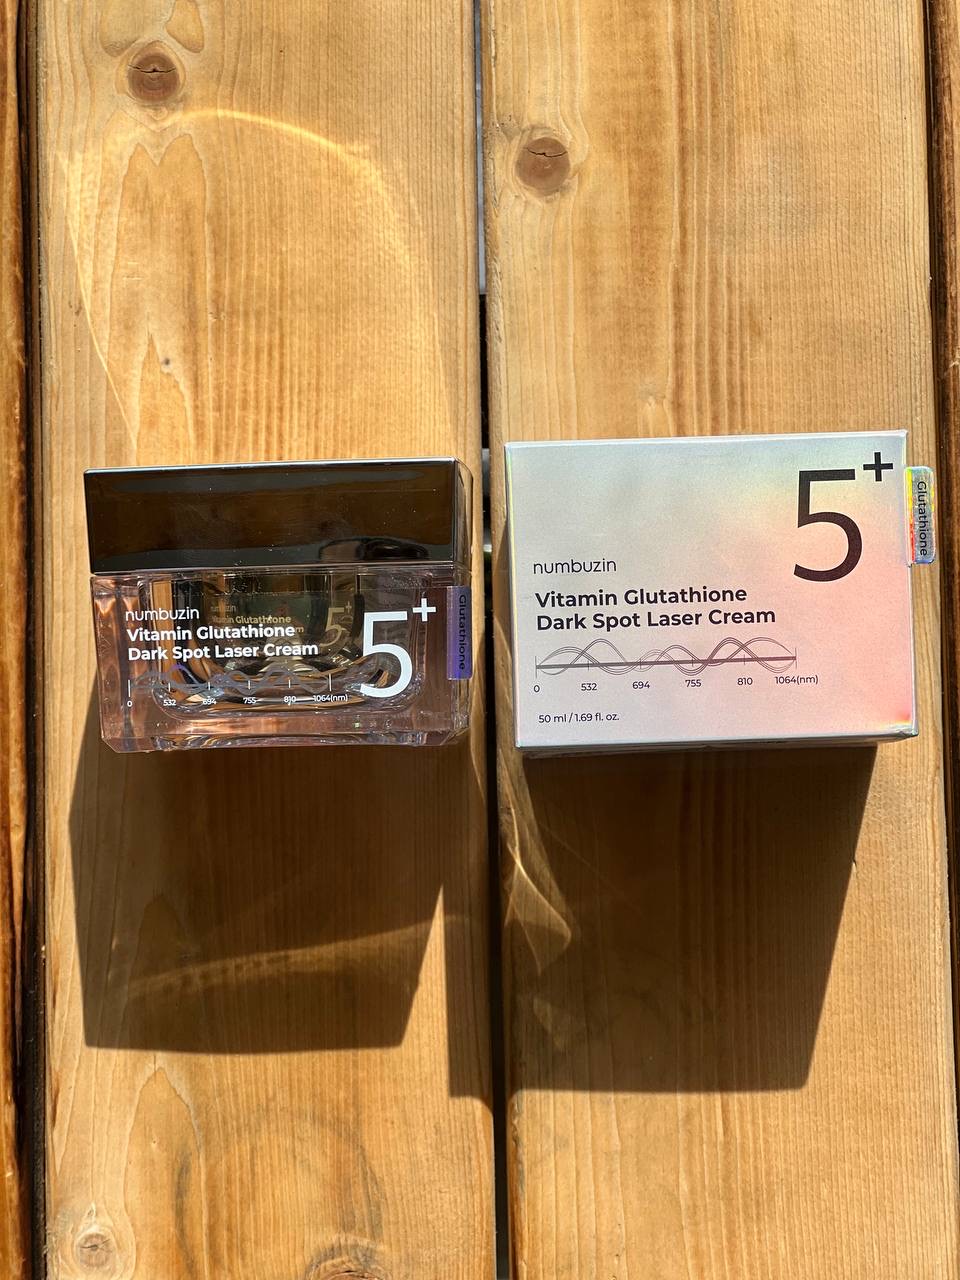 numbuzin
Vitamin Glutathione
Dark Spot Laser Cream
5+
0 532 694 755 810 1064(nm)
Glutathione
numbuzin
Vitamin Glutathione
Dark Spot Laser Cream
5+
0 532 694 755 810 1064(nm)
50 ml / 1.69 fl. oz.
Glutathione